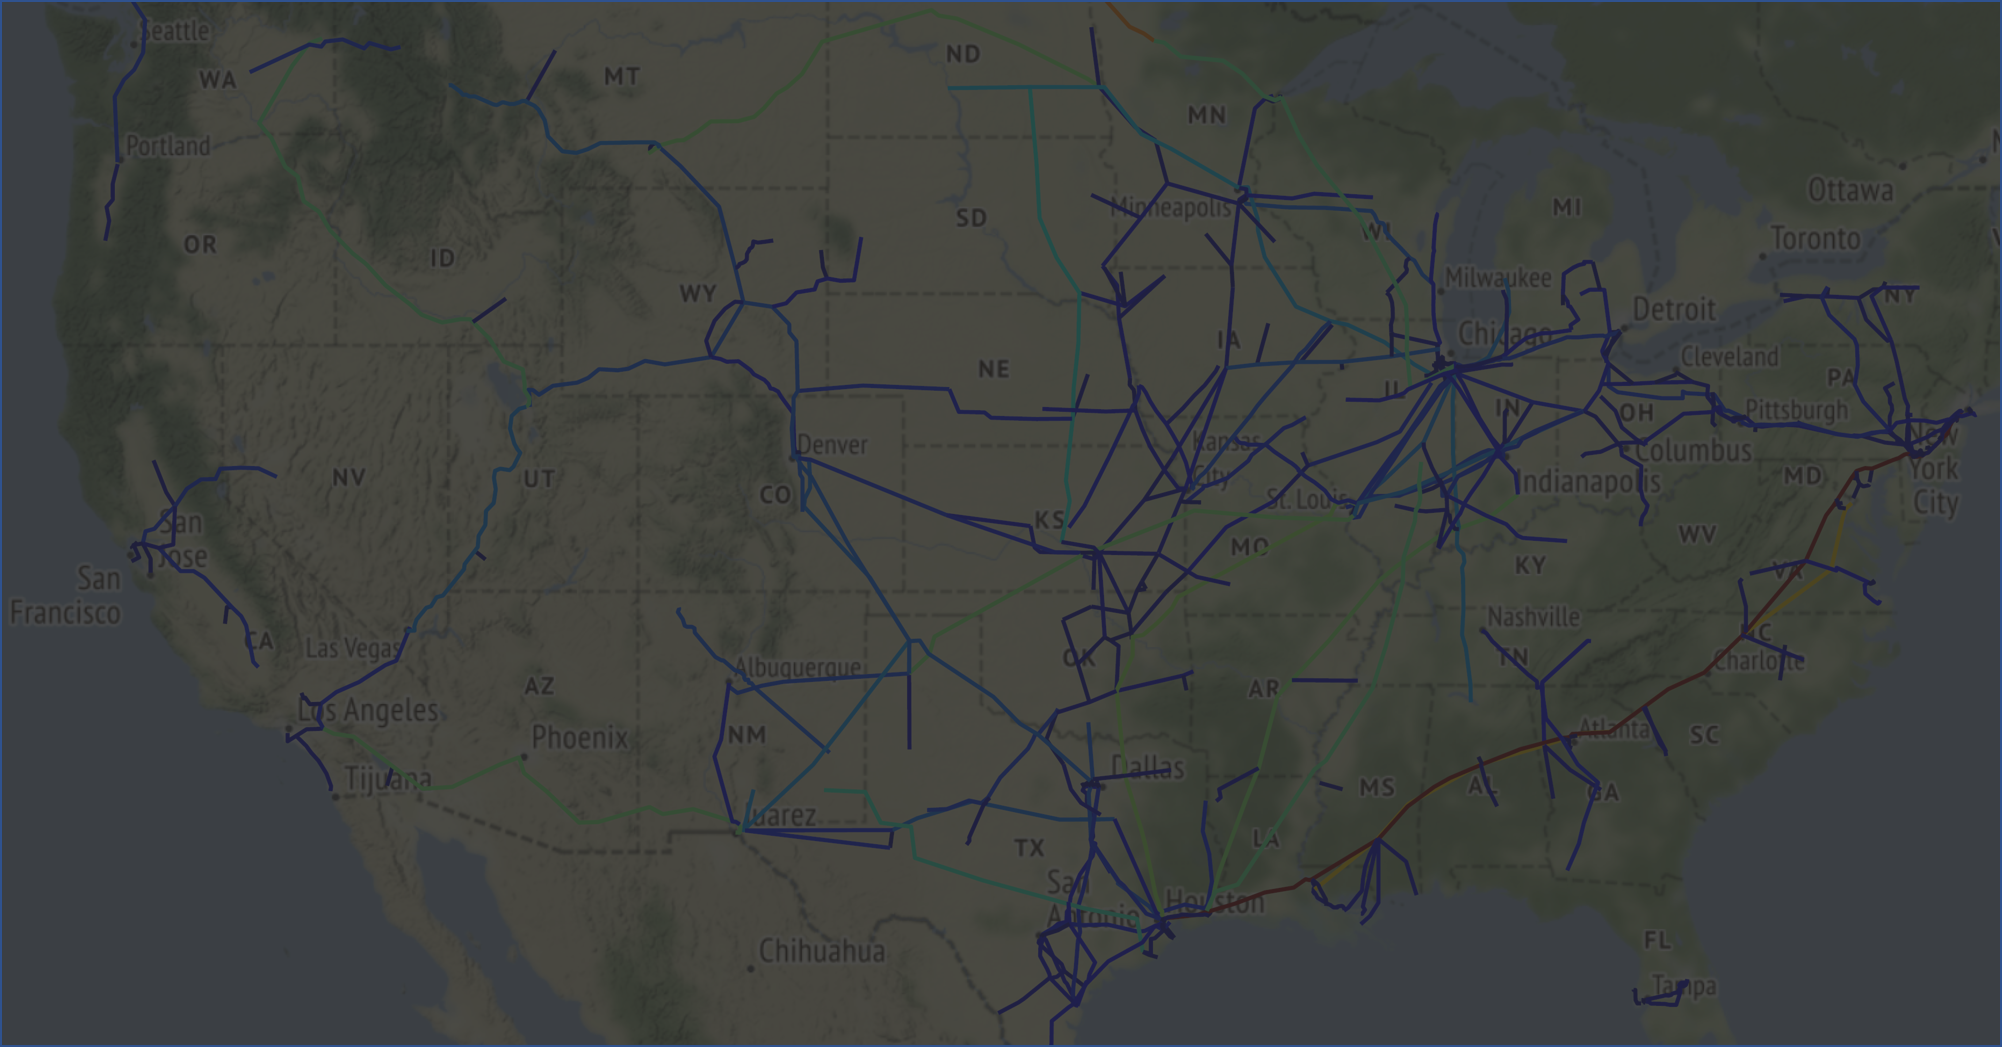 Seattle
WA
MT
ND
MN
Portland
Ottawa
Toronto
MI
OR
ID
SD
Minneapolis
WI
WY
Milwaukee
Detroit
NY
Chicago
IA
NE
Cleveland
PA
IL
IN
OH
Pittsburgh
New
York
City
Denver
Kansas
City
Columbus
NV
UT
CO
St. Louis
Indianapolis
MD
San
Jose
KS
MO
WV
San
Francisco
KY
VA
CA
Las Vegas
Nashville
NC
Albuquerque
OK
TN
Charlotte
AZ
AR
Los Angeles
Phoenix
NM
Atlanta
SC
Tijuana
Dallas
MS
AL
GA
Juarez
TX
LA
San
Antonio
Houston
Chihuahua
FL
Tampa